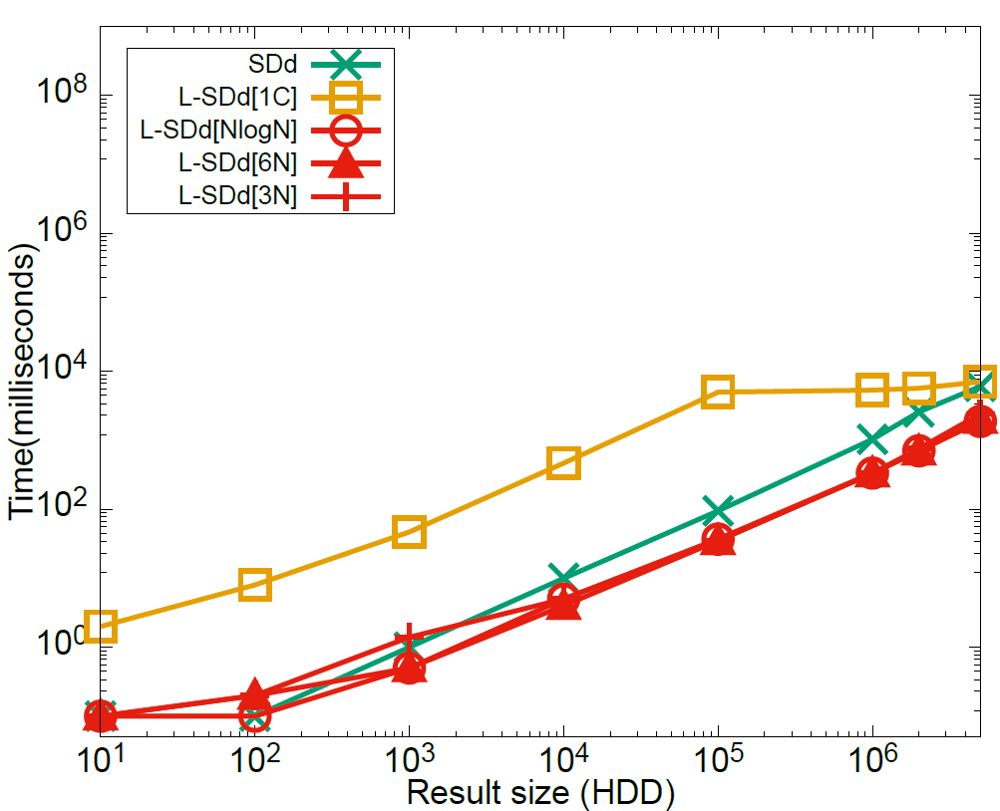 SDd
L-SDd[1C]
L-SDd[NlogN]
L-SDd[6N]
L-SDd[3N]
10^8
10^6
10^4
10^2
10^0
Time(milliseconds)
10^1 10^2 10^3 10^4 10^5 10^6
Result size (HDD)